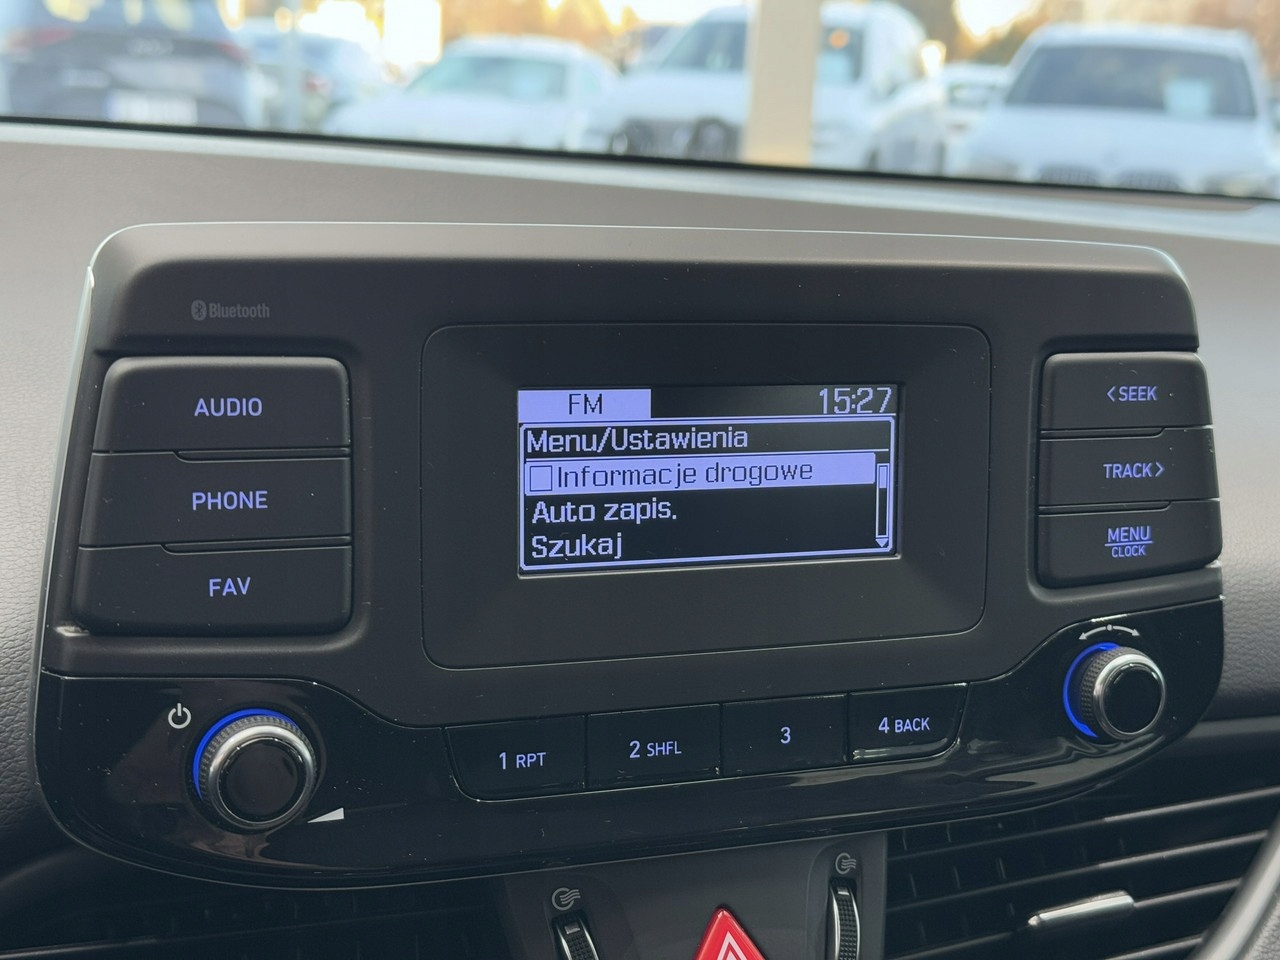 Bluetooth
AUDIO
PHONE
FAV
FM 15:27
Menu/Ustawienia
Informacje drogowe
Auto zapis.
Szukaj
<SEEK
TRACK>
MENU
CLOCK
1 RPT
2 SHFL
3
4 BACK